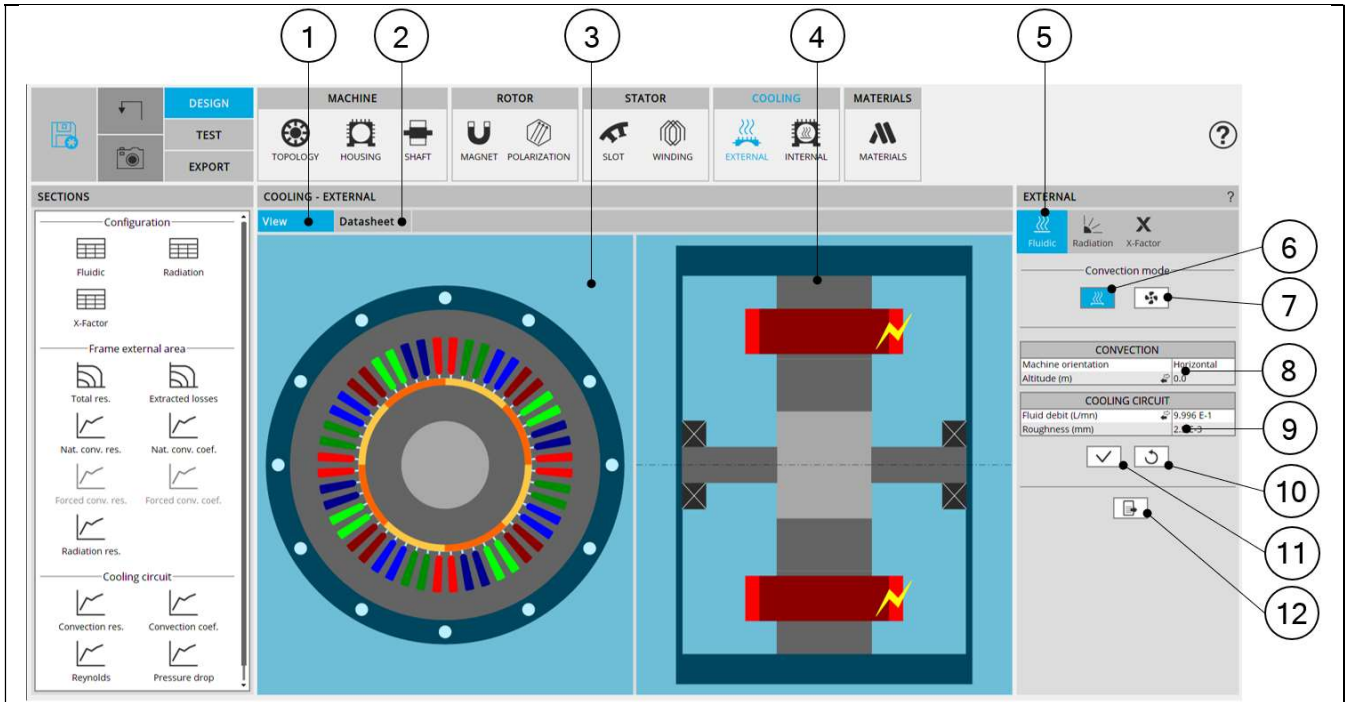 1 2 3 4 5
DESIGN MACHINE ROTOR STATOR COOLING MATERIALS
TEST
TOPOLOGY HOUSING SHAFT MAGNET POLARIZATION SLOT WINDING EXTERNAL INTERNAL MATERIALS ?
EXPORT
SECTIONS COOLING - EXTERNAL EXTERNAL ?
View Datasheet
Configuration
Fluidic Radiation X-Factor
Fluidic Radiation
6
Convection mode
7
X-Factor
Frame external area
CONVECTION
Machine orientation Horizontal
Altitude (m) 0.0
8
Total res. Extracted losses
COOLING CIRCUIT
Fluid debit (L/mn) 9.996 E-1
Roughness (mm)
9
Nat. conv. res. Nat. conv. coef.
10
Forced conv. res. Forced conv. coef.
11
Radiation res.
12
Cooling circuit
Convection res. Convection coef.
Reynolds Pressure drop